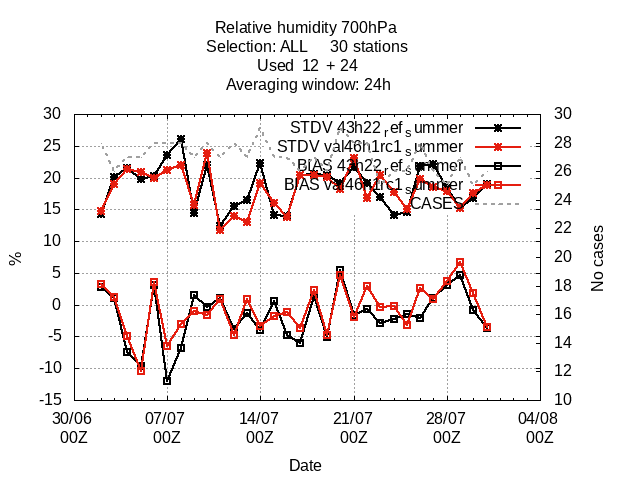 Relative humidity 700hPa
Selection: ALL 30 stations
Used 12 + 24
Averaging window: 24h
STDV 43h22_ref_summer
STDV val46h1rc1_summer
BIAS 43h22_ref_summer
BIAS val46h1rc1_summer
CASES
30
25
20
15
10
5
0
-5
-10
-15
30
28
26
24
22
20
18
16
14
12
10
%
No cases
30/06 07/07 14/07 21/07 28/07 04/08
00Z 00Z 00Z 00Z 00Z 00Z
Date